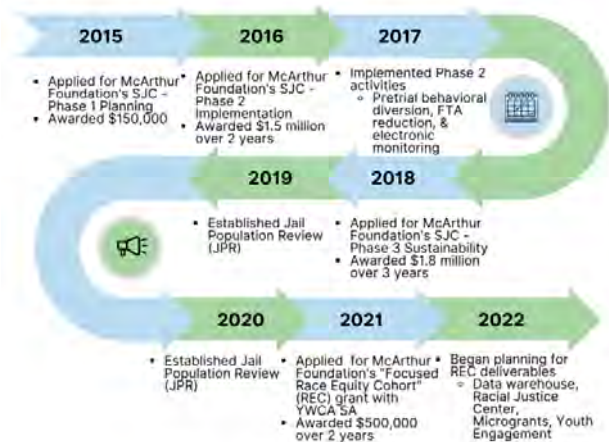 2015
2016
2017
• Applied for McArthur
Foundation's SJC -
Phase 1 Planning
• Awarded $150,000
• Applied for McArthur
Foundation's SJC -
Phase 2
Implementation
• Awarded $1.5 million
over 2 years
• Implemented Phase 2
activities
◦ Pretrial behavioral
diversion, FTA
reduction, &
electronic
monitoring
2019
2018
• Established Jail
Population Review
(JPR)
• Applied for McArthur
Foundation's SJC -
Phase 3 Sustainability
• Awarded $1.8 million
over 3 years
2020
2021
2022
• Established Jail
Population Review
(JPR)
• Applied for McArthur
Foundation's "Focused
Race Equity Cohort"
(REC) grant with
YWCA SA
• Awarded $500,000
over 2 years
• Began planning for
REC deliverables
◦ Data warehouse,
Racial Justice
Center,
Microgrants, Youth
Engagement